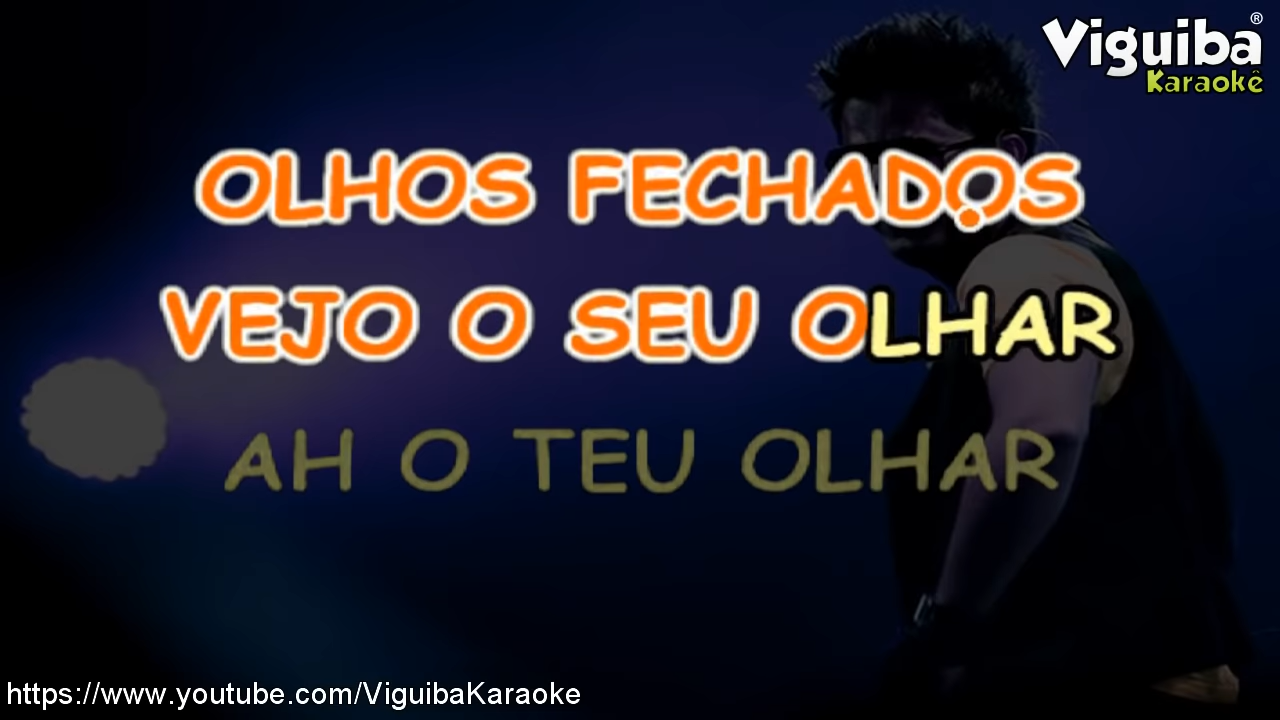 Viguiba®
Karaokê
OLHOS FECHADOS
VEJO O SEU OLHAR
AH O TEU OLHAR
https://www.youtube.com/ViguibaKaraoke